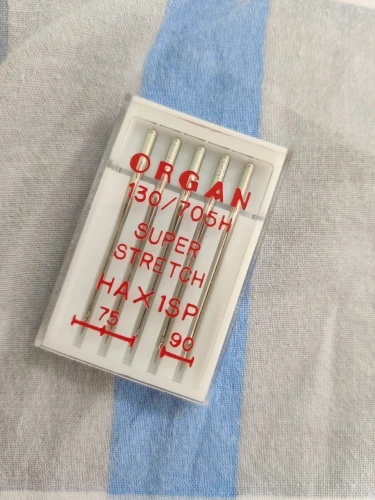 ORGAN
130/705H
SUPER
STRETCH
HAX1SP
75 90